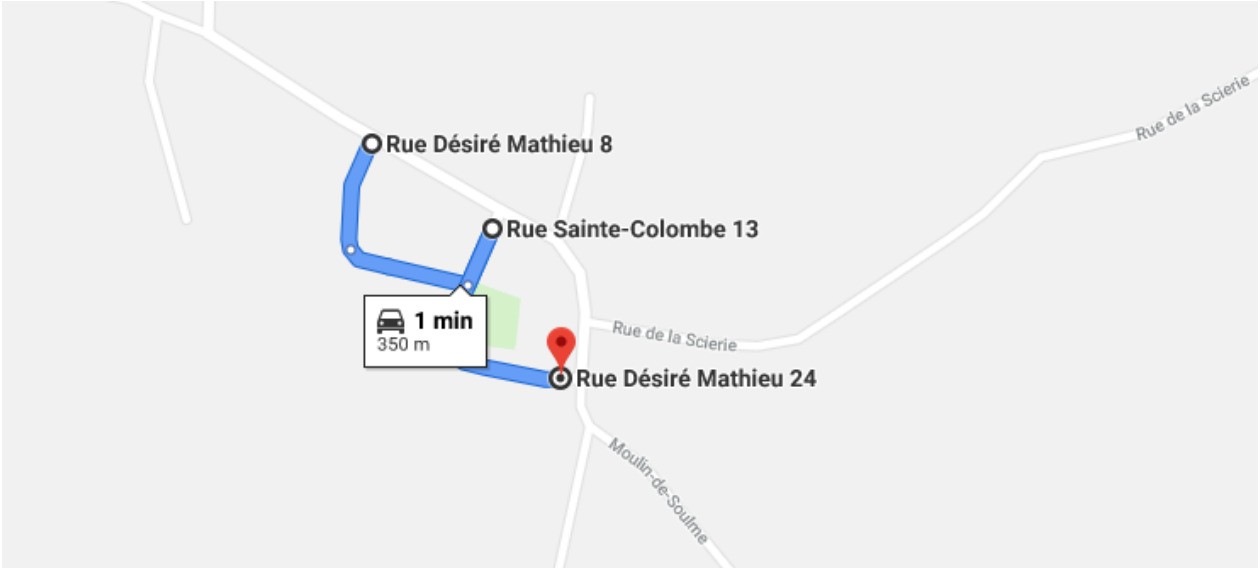 Rue de la Scierie
Rue Désiré Mathieu 8
Rue Sainte-Colombe 13
1 min
350 m
Rue de la Scierie
Rue Désiré Mathieu 24
Moulin-de-Soulme